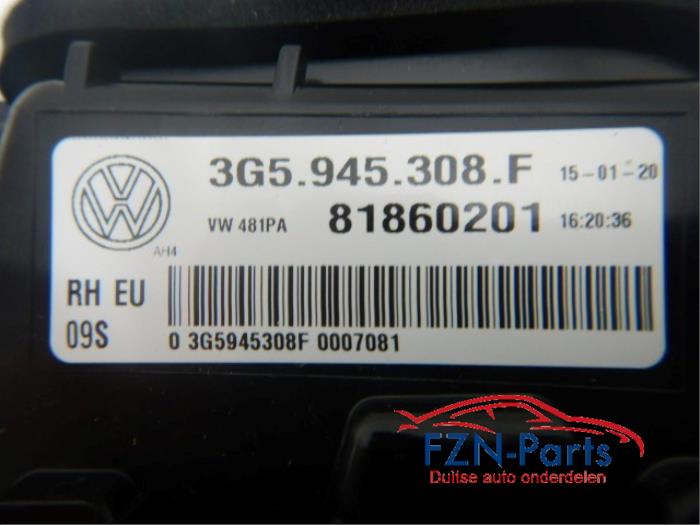 3G5.945.308.F 15-01-20
VW 481PA 81860201 16:20:36
AH4
RH EU
09S
0 3G5945308F 0007081
FZN-Parts
Duitse auto onderdelen